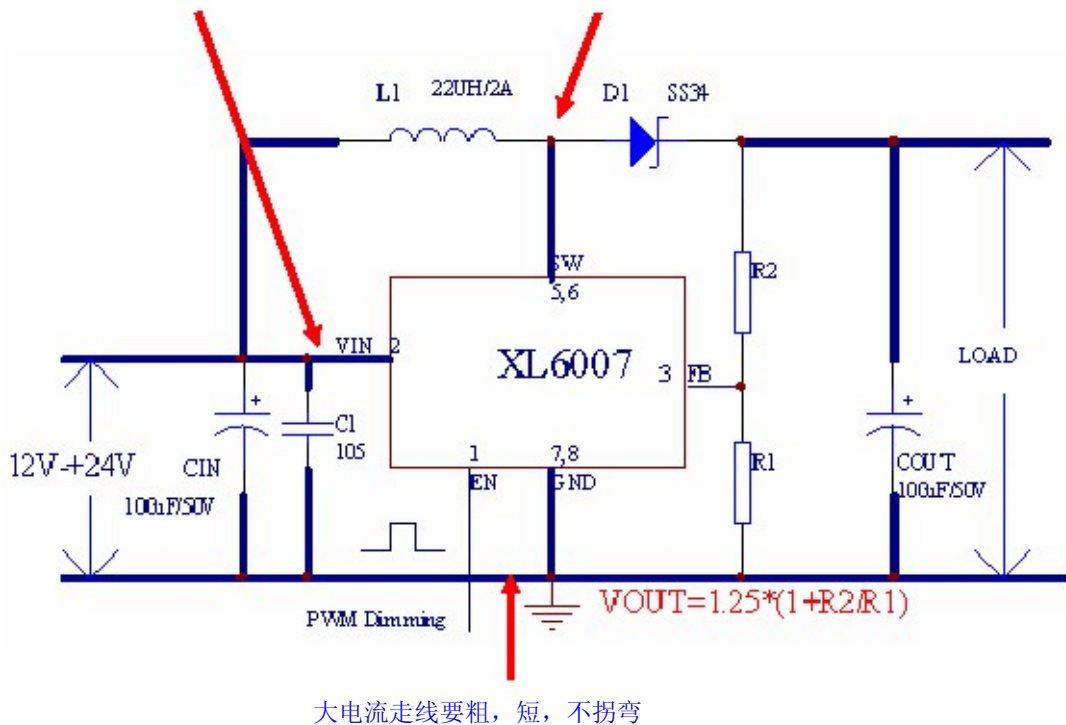 L1 22UH/2A D1 SS34
SW
5,6
R2
VIN 2
XL6007
3 FB
LOAD
12V-+24V
CIN
100uF/50V
C1
105
1
EN
7,8
GND
R1
COUT
100uF/50V
PWM Dimming
VOUT=1.25*(1+R2/R1)
大电流走线要粗，短，不拐弯